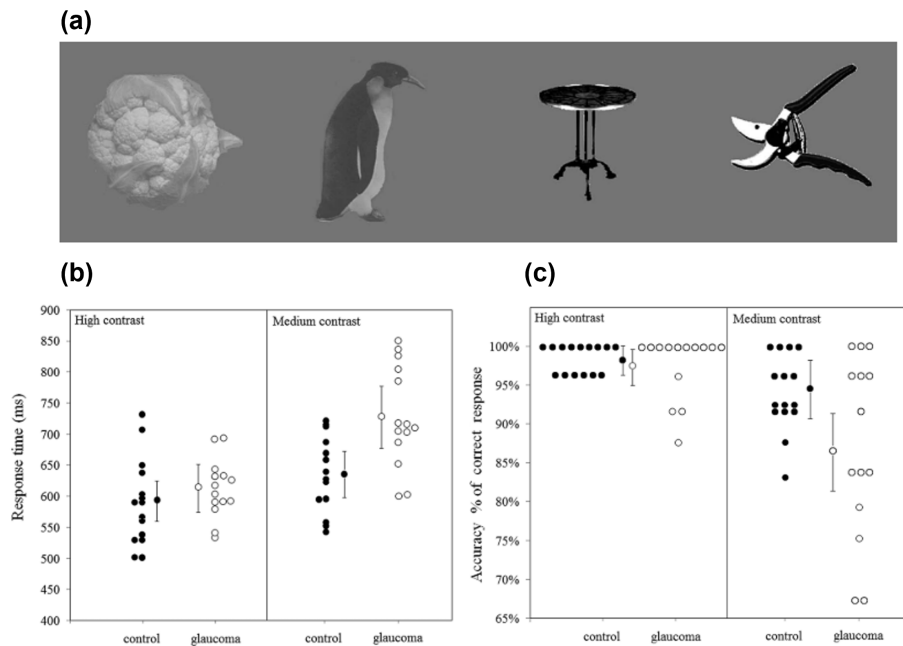 (a)
(b)
(c)
High contrast
Medium contrast
900
850
800
750
700
650
600
550
500
450
400
Response time (ms)
control
glaucoma
control
glaucoma
High contrast
Medium contrast
100%
95%
90%
85%
80%
75%
70%
65%
Accuracy % of correct response
control
glaucoma
control
glaucoma